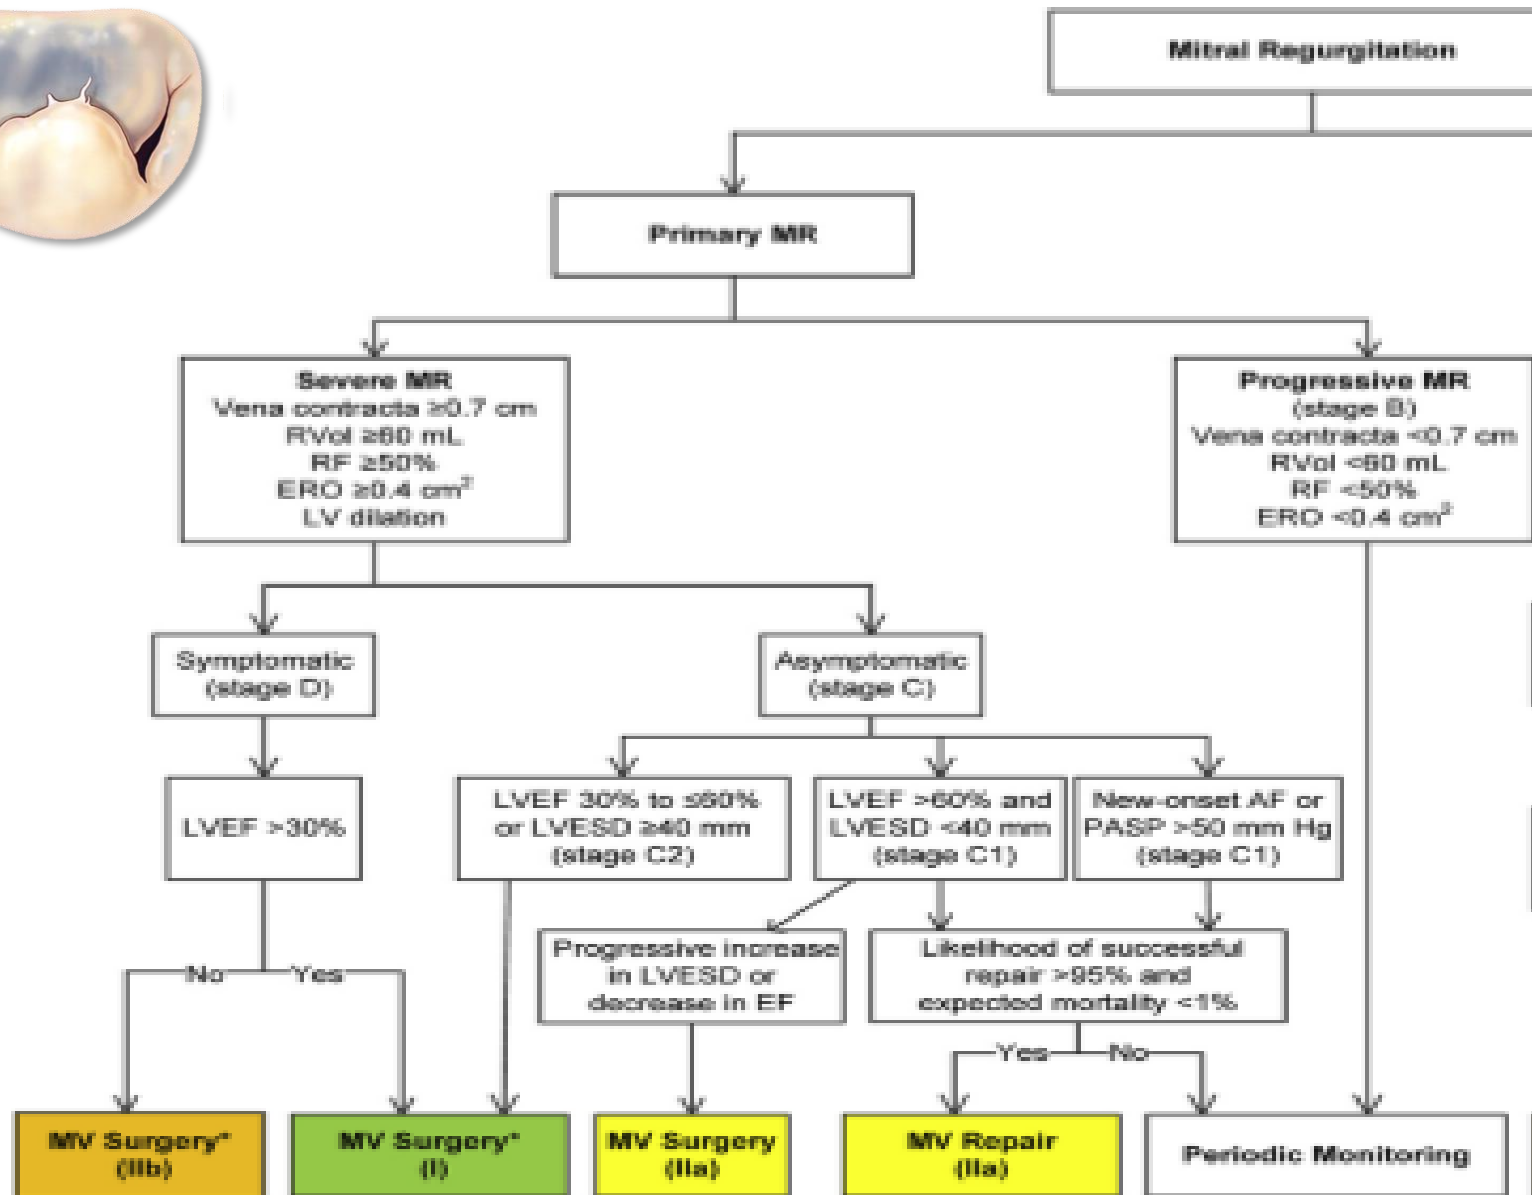 Mitral Regurgitation
Primary MR
Severe MR
Vena contracta ≥0.7 cm
RVol ≥60 mL
RF ≥50%
ERO ≥0.4 cm²
LV dilation
Progressive MR
(stage B)
Vena contracta <0.7 cm
RVol <60 mL
RF <50%
ERO <0.4 cm²
Symptomatic
(stage D)
Asymptomatic
(stage C)
LVEF >30%
LVEF 30% to ≤60%
or LVESD ≥40 mm
(stage C2)
LVEF >60% and
LVESD <40 mm
(stage C1)
New-onset AF or
PASP >50 mm Hg
(stage C1)
Progressive increase
in LVESD or
decrease in EF
Likelihood of successful
repair >95% and
expected mortality <1%
No
Yes
Yes
No
MV Surgery*
(IIb)
MV Surgery*
(I)
MV Surgery
(IIa)
MV Repair
(IIa)
Periodic Monitoring